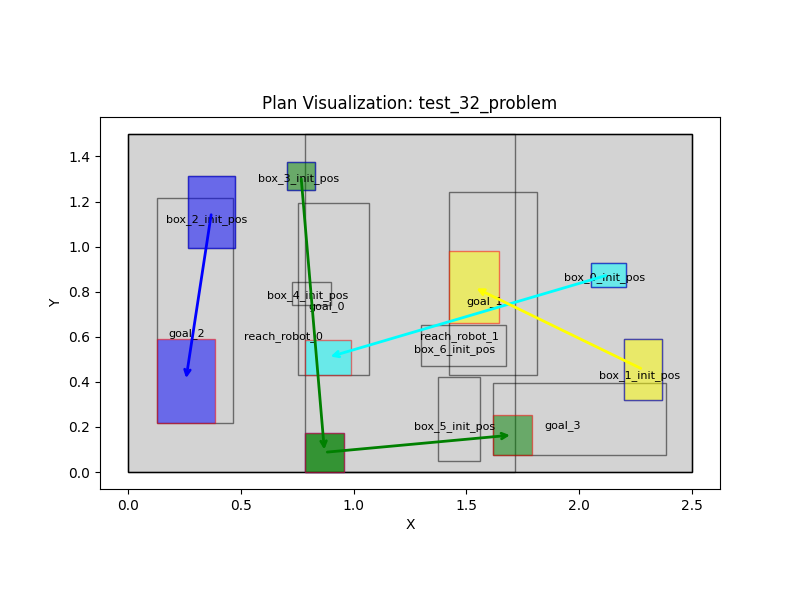 Plan Visualization: test_32_problem
1.4
1.2
1.0
0.8
0.6
0.4
0.2
0.0
Y
box_3_init_pos
box_2_init_pos
box_0_init_pos
box_4_init_pos
goal_0
goal_1
goal_2
reach_robot_0
reach_robot_1
box_6_init_pos
box_1_init_pos
box_5_init_pos
goal_3
0.0 0.5 1.0 1.5 2.0 2.5
X